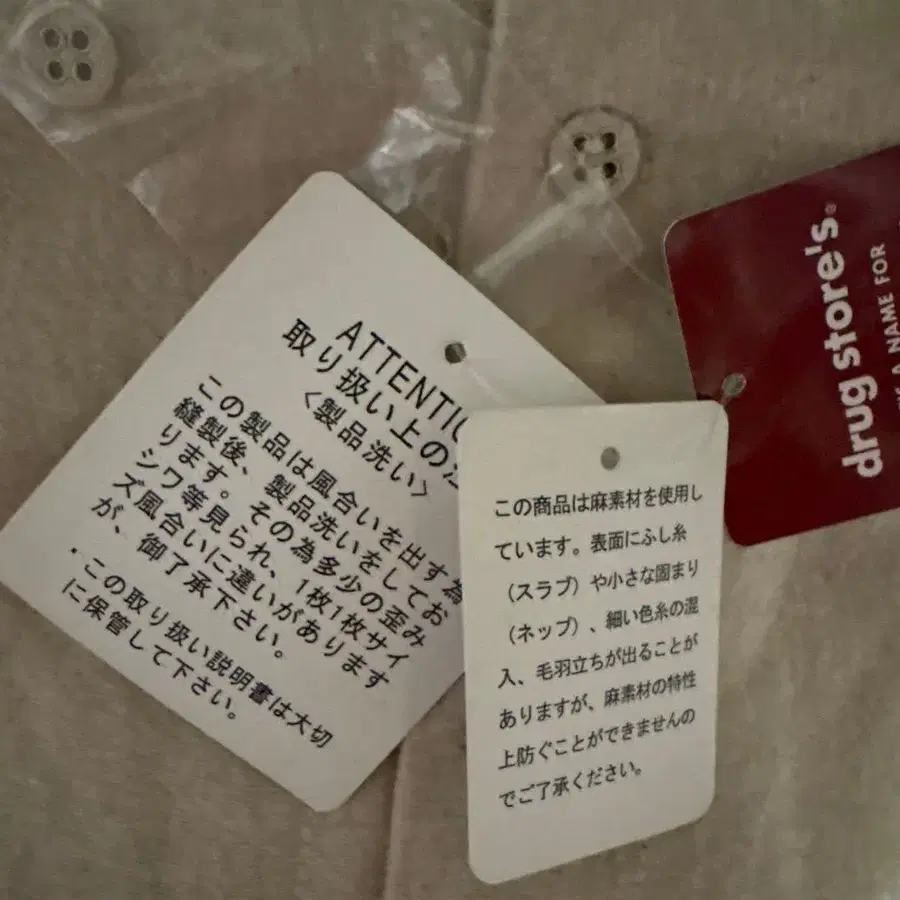 ATTENTIO
取り扱い上の注
〈製品洗い〉
この製品は風合いを出す為
縫製後、製品洗いをしてお
ります。その為多少の歪み
シワ等見られ、1枚1枚サイ
ズ風合いに違いがあります
が、御了承下さい。
・この取り扱い説明書は大切
に保管して下さい。
この商品は麻素材を使用し
ています。表面にふし糸
（スラブ）や小さな固まり
（ネップ）、細い色糸の混
入、毛羽立ちが出ることが
ありますが、麻素材の特性
上防ぐことができませんの
でご了承ください。
drug store's®
A NAME FOR